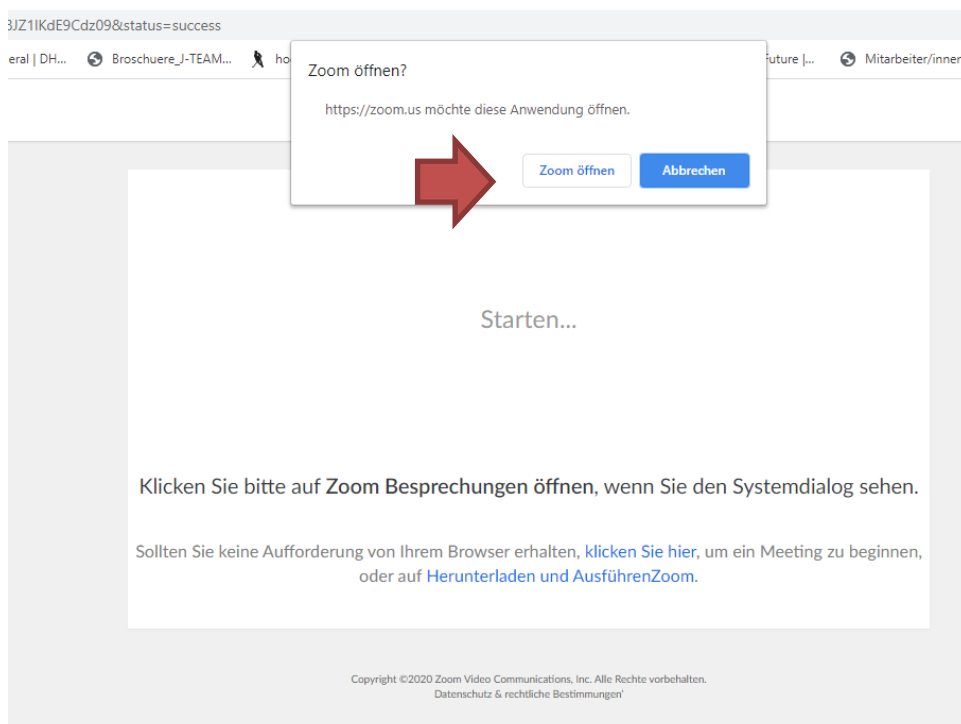 3JZ1IKdE9Cdz09&status=success
eral | DH... Broschuere_J-TEAM... ho Future |... Mitarbeiter/inner
Zoom öffnen?
https://zoom.us möchte diese Anwendung öffnen.
Zoom öffnen Abbrechen
Starten...
Klicken Sie bitte auf Zoom Besprechungen öffnen, wenn Sie den Systemdialog sehen.
Sollten Sie keine Aufforderung von Ihrem Browser erhalten, klicken Sie hier, um ein Meeting zu beginnen,
oder auf Herunterladen und AusführenZoom.
Copyright ©2020 Zoom Video Communications, Inc. Alle Rechte vorbehalten.
Datenschutz & rechtliche Bestimmungen'